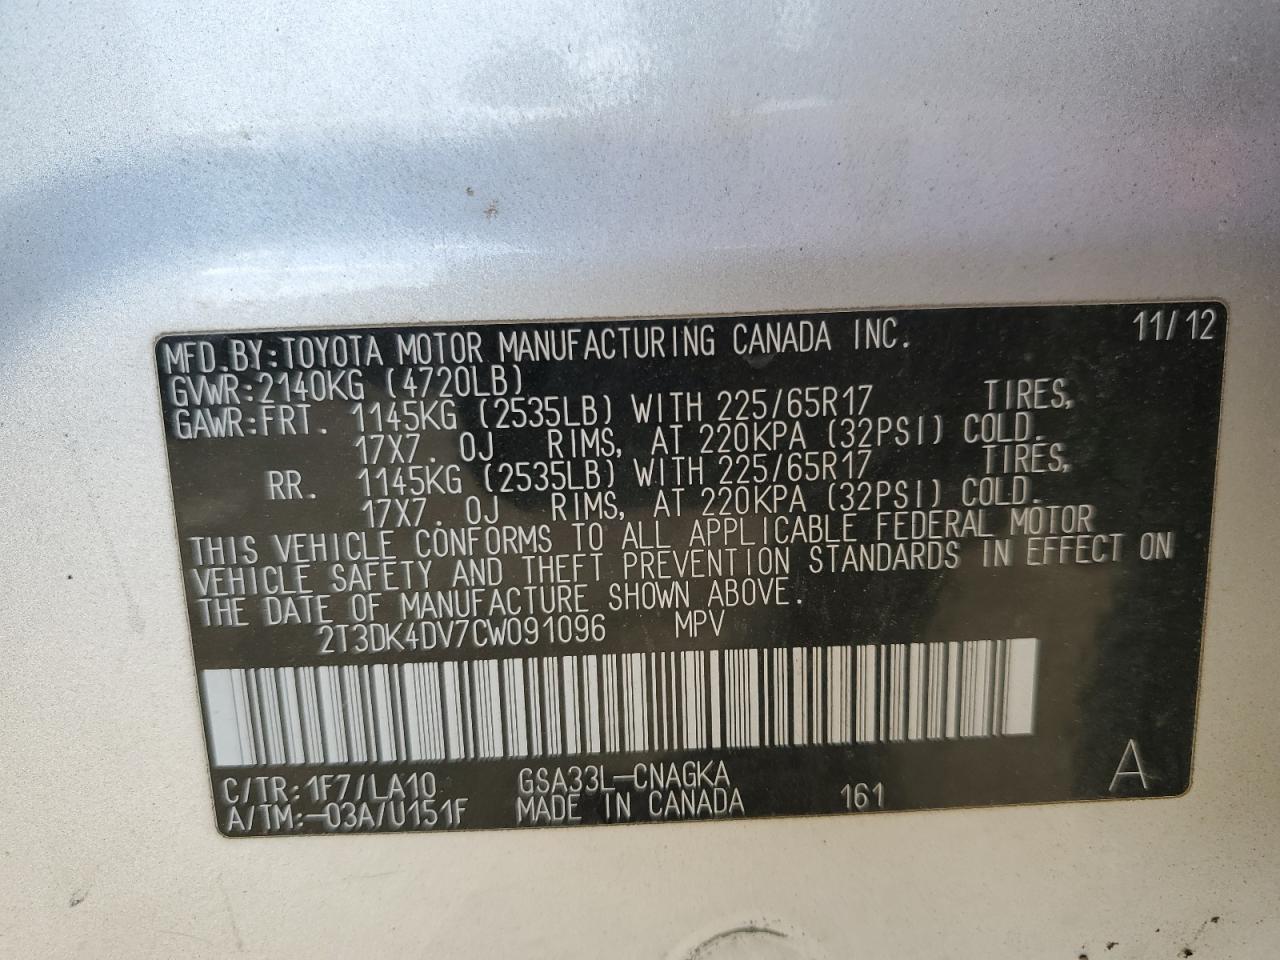 MFD.BY:TOYOTA MOTOR MANUFACTURING CANADA INC. 11/12
GVWR:2140KG (4720LB)
GAWR:FRT. 1145KG (2535LB) WITH 225/65R17 TIRES,
17X7.0J RIMS, AT 220KPA (32PSI) COLD.
RR. 1145KG (2535LB) WITH 225/65R17 TIRES,
17X7.0J RIMS, AT 220KPA (32PSI) COLD.
THIS VEHICLE CONFORMS TO ALL APPLICABLE FEDERAL MOTOR
VEHICLE SAFETY AND THEFT PREVENTION STANDARDS IN EFFECT ON
THE DATE OF MANUFACTURE SHOWN ABOVE.
2T3DK4DV7CW091096 MPV
C/TR:1F7/LA10 GSA33L-CNAGKA
A/TM:-03A/U151F MADE IN CANADA 161 A